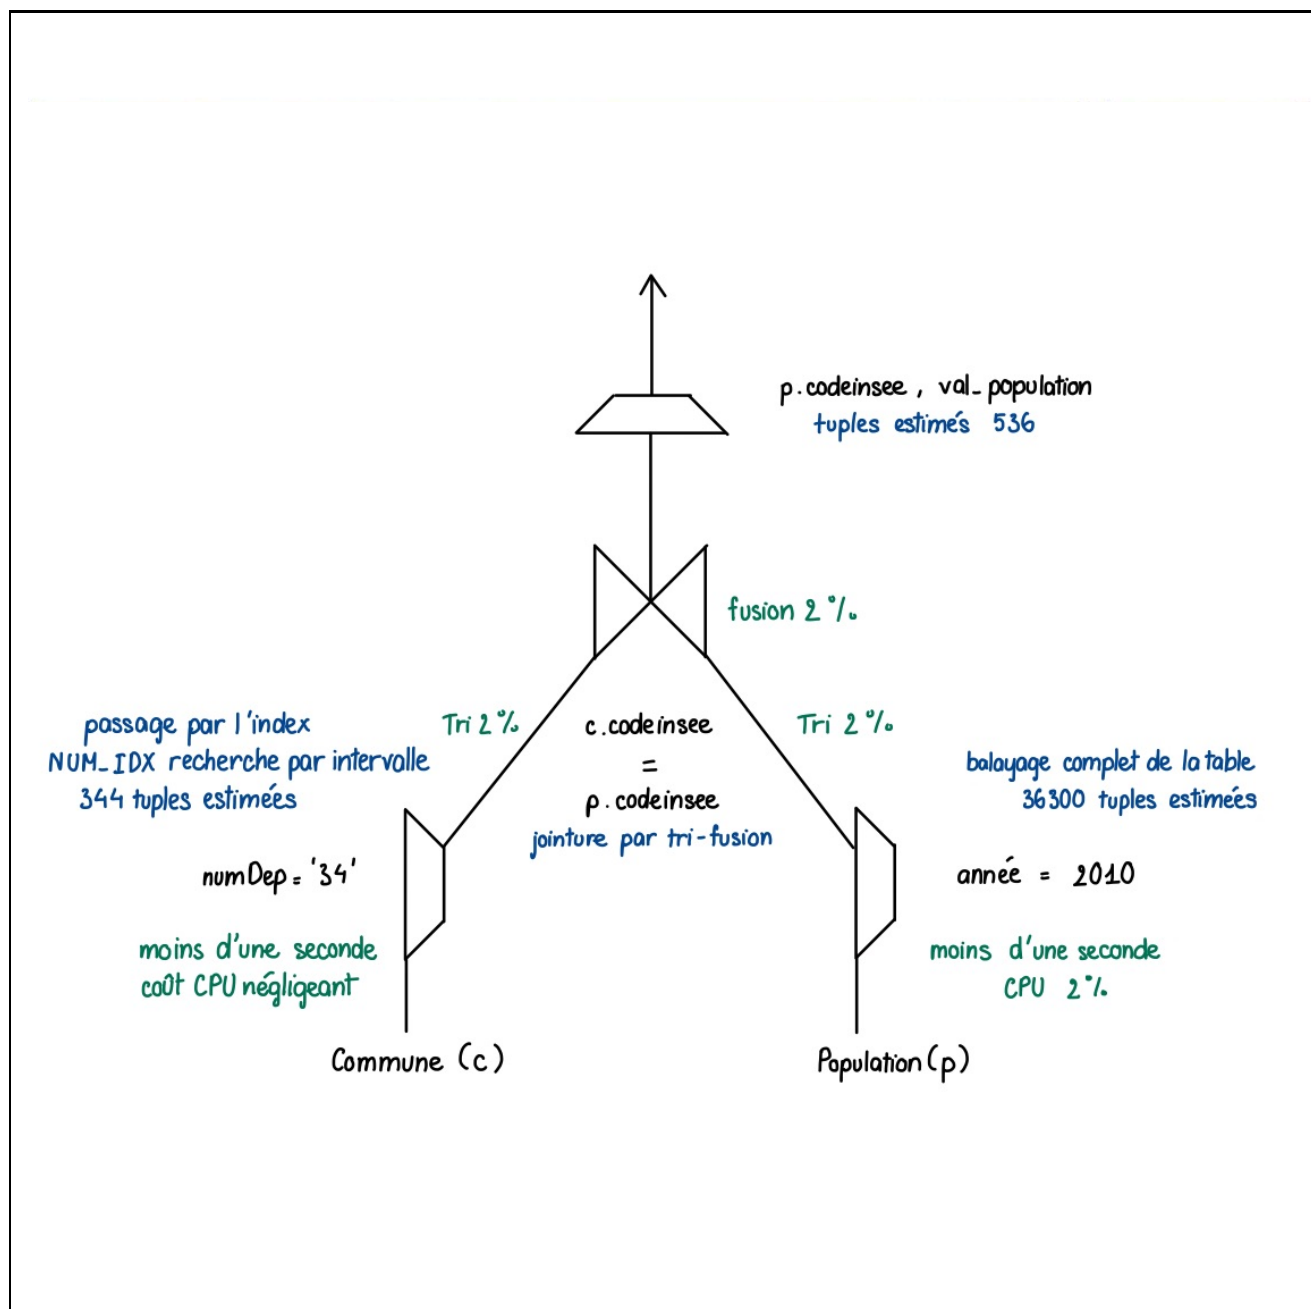 p.codeinsee, val_population
tuples estimés 536
fusion 2%
passage par l'index
NUM_IDX recherche par intervalle
344 tuples estimées
Tri 2%
c.codeinsee
=
p.codeinsee
jointure par tri-fusion
Tri 2%
balayage complet de la table
36300 tuples estimeés
numDep = '34'
année = 2010
moins d'une seconde
coût CPU négligeant
moins d'une seconde
CPU 2%
Commune (c)
Population (p)